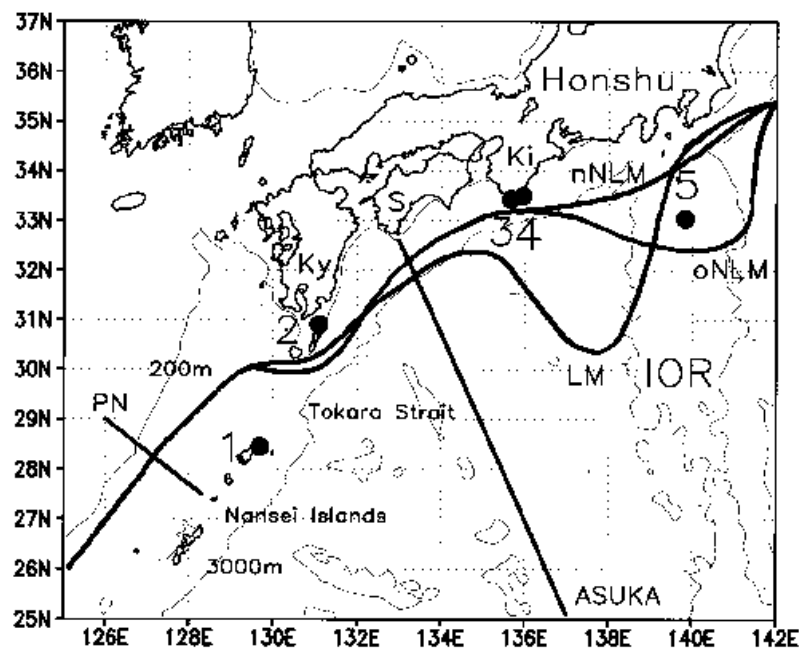 37N
36N
35N
34N
33N
32N
31N
30N
29N
28N
27N
26N
25N
126E
128E
130E
132E
134E
136E
138E
140E
142E
Honshu
Ki
nNLM
S
5
34
Ky
oNLM
2
200m
LM
IOR
PN
Tokara Strait
1
Nansei Islands
3000m
ASUKA